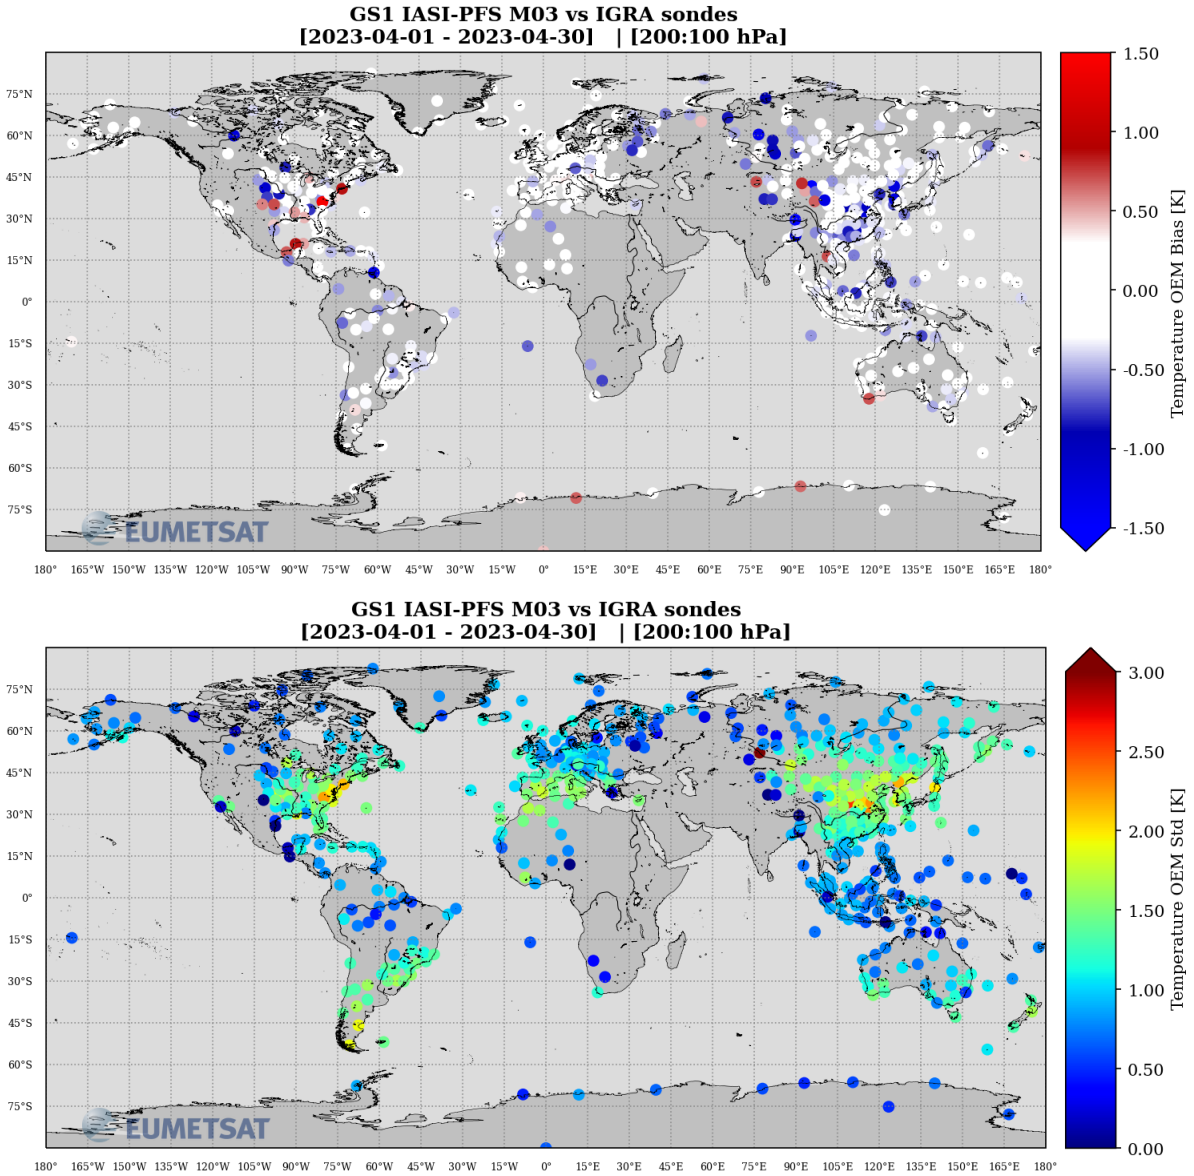 GS1 IASI-PFS M03 vs IGRA sondes
[2023-04-01 - 2023-04-30]   | [200:100 hPa]
75°N
60°N
45°N
30°N
15°N
0°
15°S
30°S
45°S
60°S
75°S
EUMETSAT
180° 165°W 150°W 135°W 120°W 105°W 90°W 75°W 60°W 45°W 30°W 15°W 0° 15°E 30°E 45°E 60°E 75°E 90°E 105°E 120°E 135°E 150°E 165°E 180°
1.50
1.00
0.50
0.00
-0.50
-1.00
-1.50
Temperature OEM Bias [K]
GS1 IASI-PFS M03 vs IGRA sondes
[2023-04-01 - 2023-04-30]   | [200:100 hPa]
75°N
60°N
45°N
30°N
15°N
0°
15°S
30°S
45°S
60°S
75°S
EUMETSAT
180° 165°W 150°W 135°W 120°W 105°W 90°W 75°W 60°W 45°W 30°W 15°W 0° 15°E 30°E 45°E 60°E 75°E 90°E 105°E 120°E 135°E 150°E 165°E 180°
3.00
2.50
2.00
1.50
1.00
0.50
0.00
Temperature OEM Std [K]